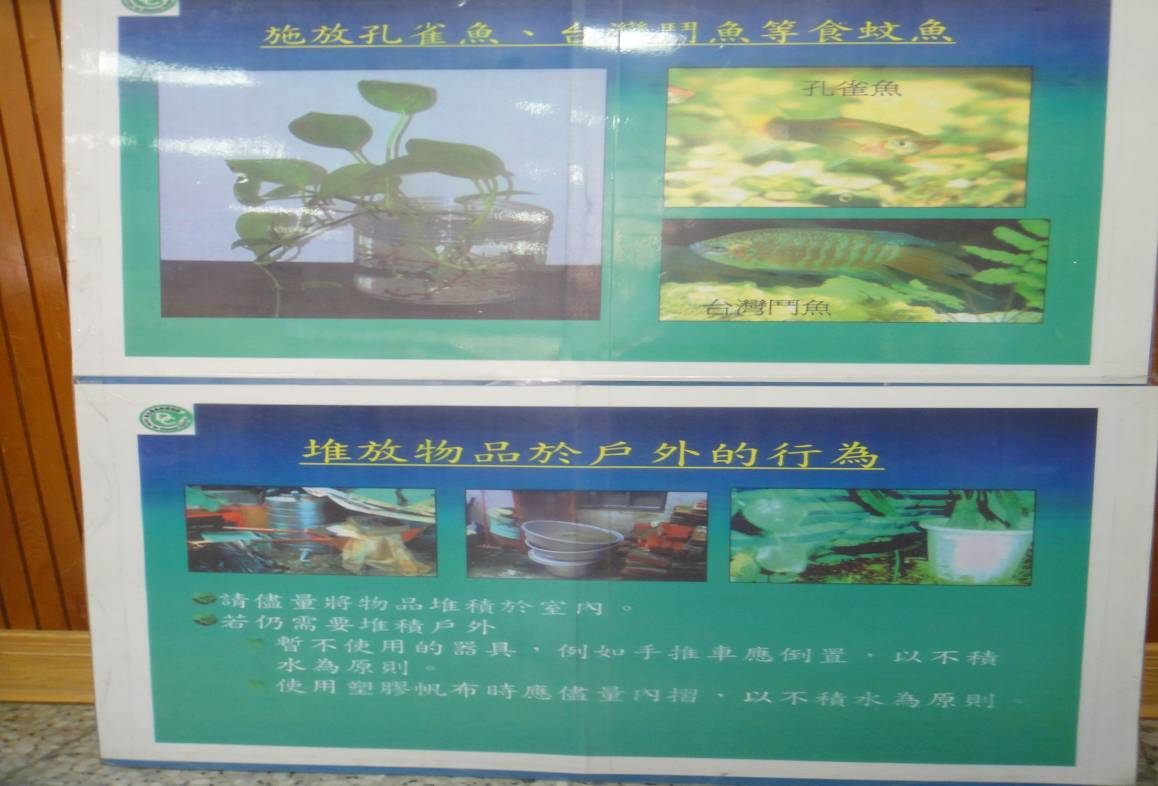 施放孔雀魚、台灣鬥魚等食蚊魚
孔雀魚
台灣鬥魚
堆放物品於戶外的行為
請儘量將物品堆積於室內。
若仍需要堆積戶外
暫不使用的器具，例如手推車應倒置，以不積
水為原則。
使用塑膠帆布時應儘量內摺，以不積水為原則。